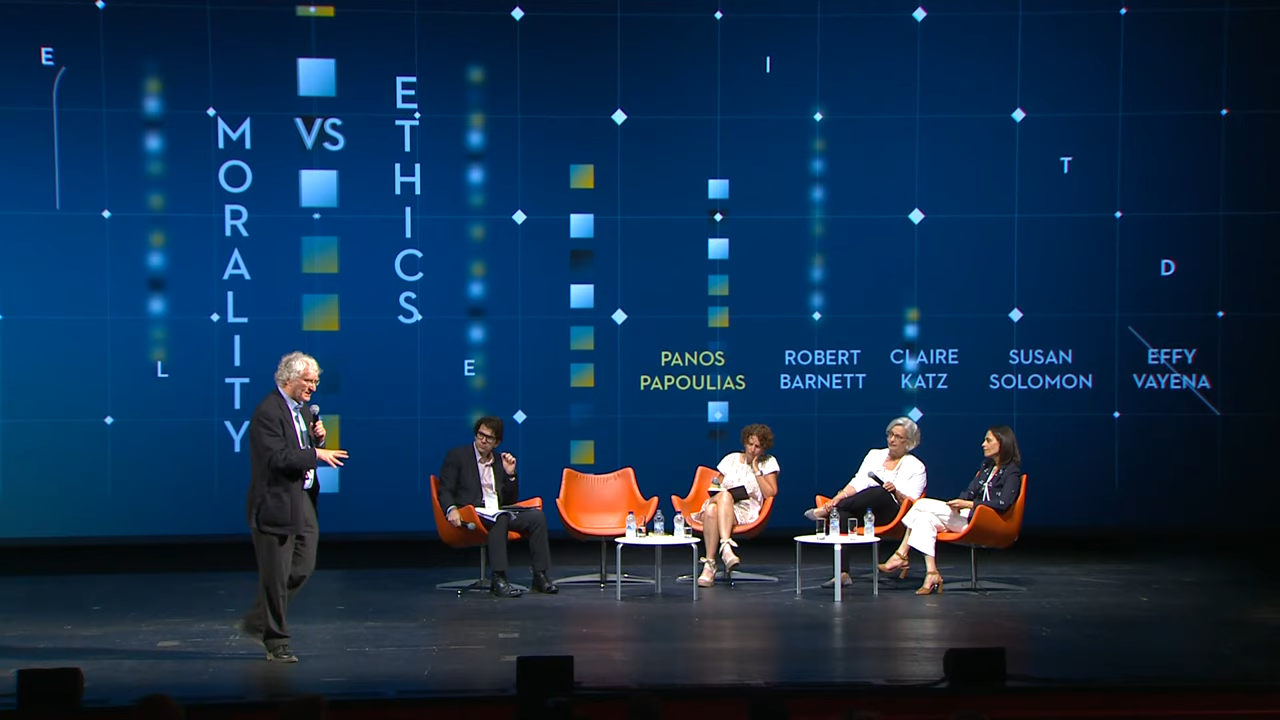 MORALITY
VS
ETHICS
E
L
E
I
T
D
PANOS
PAPOULIAS
ROBERT
BARNETT
CLAIRE
KATZ
SUSAN
SOLOMON
EFFY
VAYENA